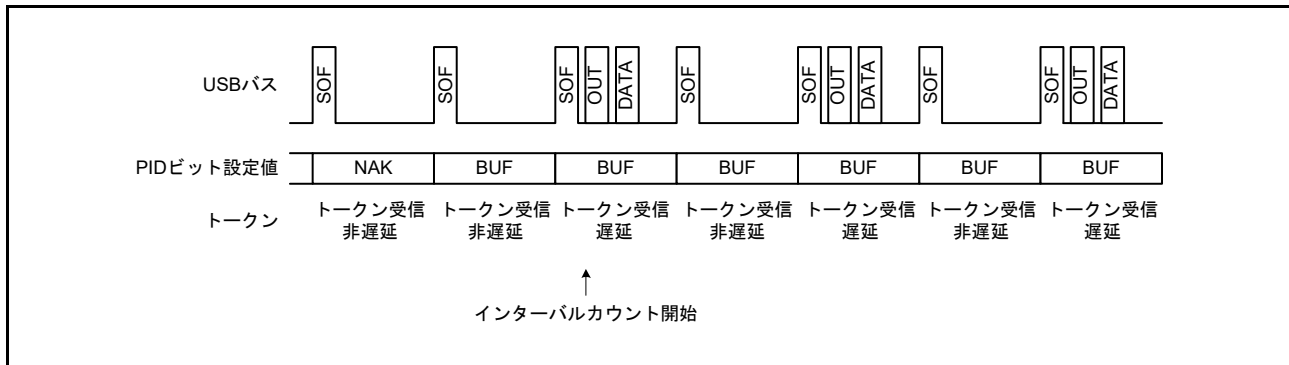 USBバス
SOF
SOF
SOF OUT DATA
SOF
SOF OUT DATA
SOF
SOF OUT DATA
PIDビット設定値 NAK BUF BUF BUF BUF BUF BUF
トークン
トークン受信
非遅延
トークン受信
非遅延
トークン受信
遅延
トークン受信
非遅延
トークン受信
遅延
トークン受信
非遅延
トークン受信
遅延
インターバルカウント開始